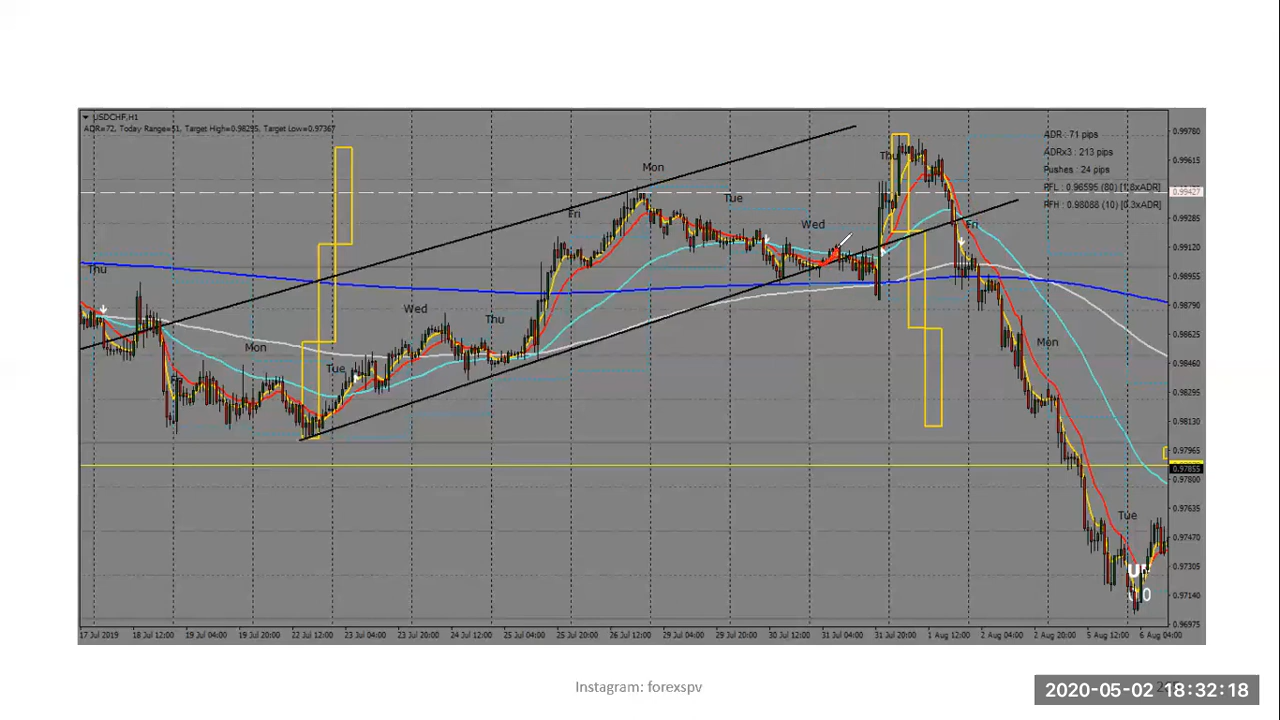 USDCHF,H1
ADR=72, Today Range=51, Target High=0.98295, Target Low=0.97367
ADR : 71 pips
ADRx3 : 213 pips
Pushes : 24 pips
PFL : 0.96595 (80) [1.8xADR]
PFH : 0.98088 (10) [0.3xADR]
Thu
Mon
Tue
Wed
Thu
Fri
Mon
Tue
Wed
Thu
Fri
Mon
Tue
0.99780
0.99615
0.99427
0.99285
0.99120
0.98955
0.98790
0.98625
0.98460
0.98295
0.98130
0.97965
0.97855
0.97800
0.97635
0.97470
0.97305
0.97140
0.96975
17 Jul 2019 18 Jul 12:00 19 Jul 04:00 19 Jul 20:00 22 Jul 12:00 23 Jul 04:00 23 Jul 20:00 24 Jul 12:00 25 Jul 04:00 25 Jul 20:00 26 Jul 12:00 29 Jul 04:00 29 Jul 20:00 30 Jul 12:00 31 Jul 04:00 31 Jul 20:00 1 Aug 12:00 2 Aug 04:00 2 Aug 20:00 5 Aug 12:00 6 Aug 04:00
Instagram: forexspv
2020-05-02 18:32:18